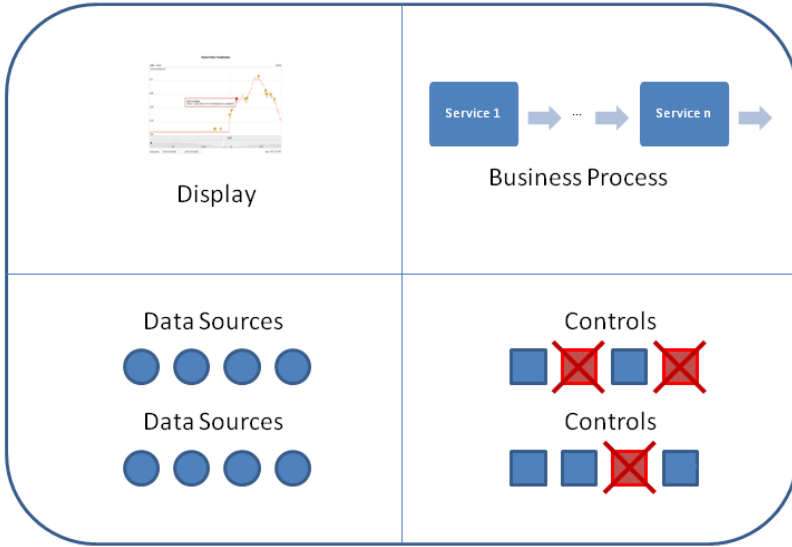 Display
Service 1
...
Service n
Business Process
Data Sources
Data Sources
Controls
Controls